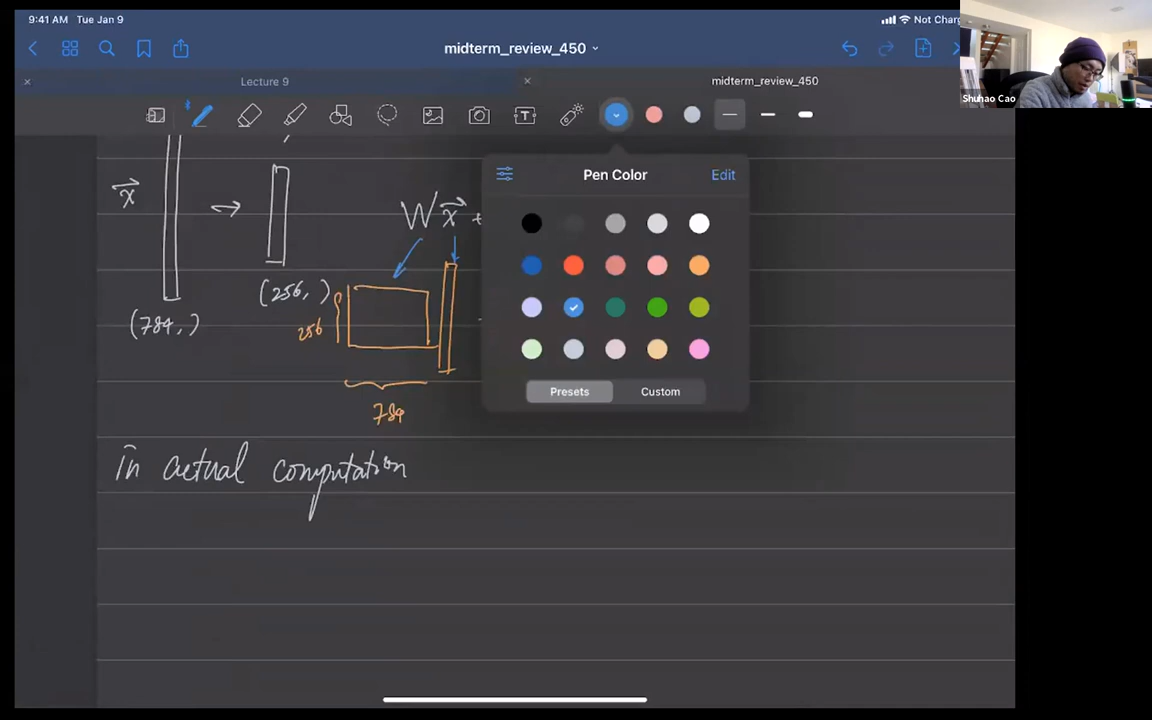 9:41 AM Tue Jan 9
Not Charg
midterm_review_450
Lecture 9
midterm_review_450
Shuhao Cao
Pen Color
Edit
x
↔
W x +
(784, )
(256, )
256
784
Presets
Custom
in actual computation